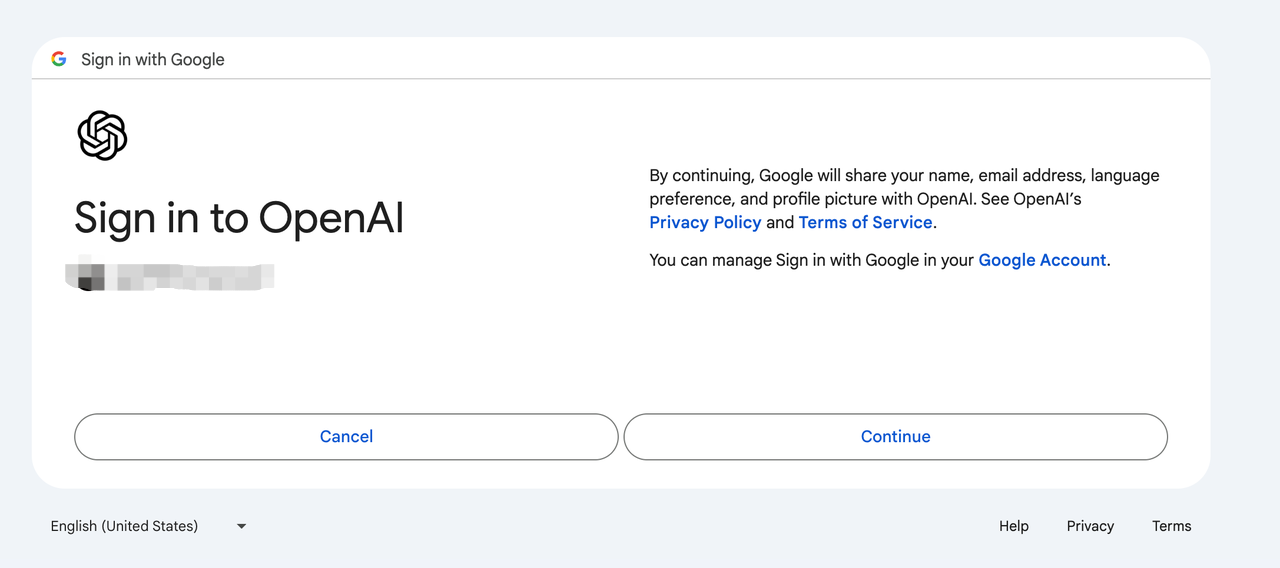 Sign in with Google
Sign in to OpenAI
By continuing, Google will share your name, email address, language
preference, and profile picture with OpenAI. See OpenAI’s
Privacy Policy and Terms of Service.
You can manage Sign in with Google in your Google Account.
Cancel
Continue
English (United States)
Help
Privacy
Terms